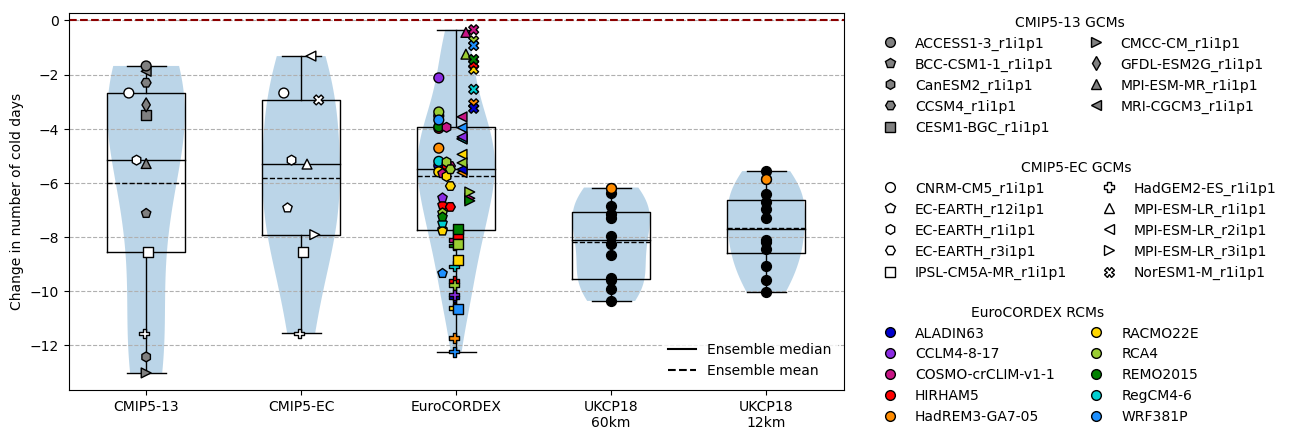 Change in number of cold days
0
−2
−4
−6
−8
−10
−12
CMIP5-13
CMIP5-EC
EuroCORDEX
UKCP18
60km
UKCP18
12km
Ensemble median
Ensemble mean
CMIP5-13 GCMs
ACCESS1-3_r1i1p1
BCC-CSM1-1_r1i1p1
CanESM2_r1i1p1
CCSM4_r1i1p1
CESM1-BGC_r1i1p1
CMCC-CM_r1i1p1
GFDL-ESM2G_r1i1p1
MPI-ESM-MR_r1i1p1
MRI-CGCM3_r1i1p1
CMIP5-EC GCMs
CNRM-CM5_r1i1p1
EC-EARTH_r12i1p1
EC-EARTH_r1i1p1
EC-EARTH_r3i1p1
IPSL-CM5A-MR_r1i1p1
HadGEM2-ES_r1i1p1
MPI-ESM-LR_r1i1p1
MPI-ESM-LR_r2i1p1
MPI-ESM-LR_r3i1p1
NorESM1-M_r1i1p1
EuroCORDEX RCMs
ALADIN63
CCLM4-8-17
COSMO-crCLIM-v1-1
HIRHAM5
HadREM3-GA7-05
RACMO22E
RCA4
REMO2015
RegCM4-6
WRF381P